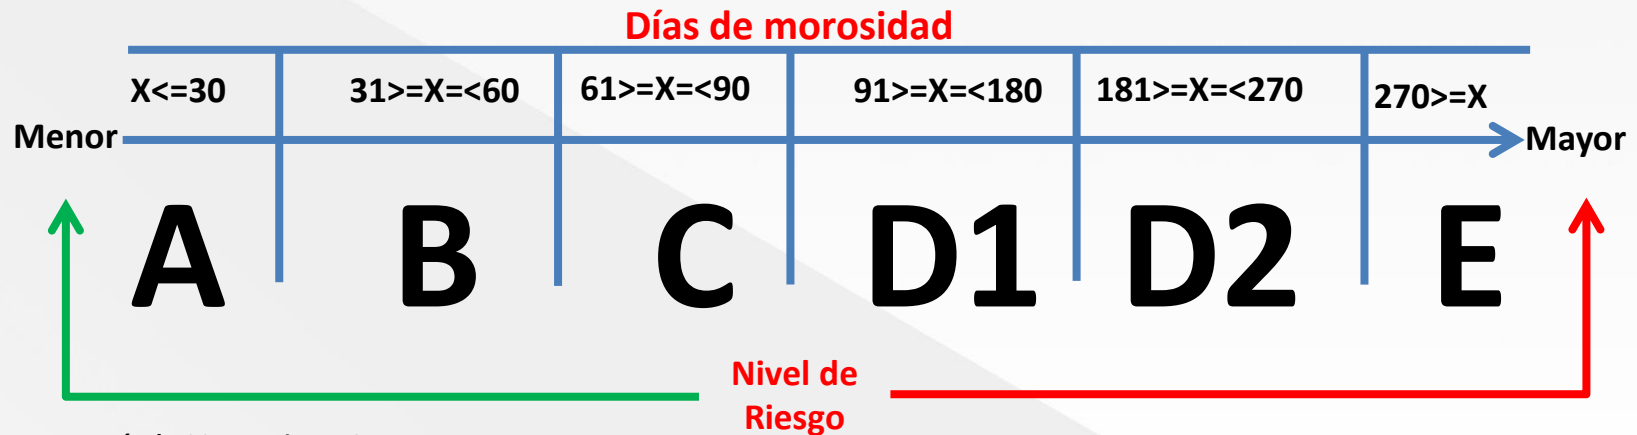 Días de morosidad
X<=30 31>=X=<60 61>=X=<90 91>=X=<180 181>=X=<270 270>=X
Menor Mayor
A B C D1 D2 E
Nivel de
Riesgo